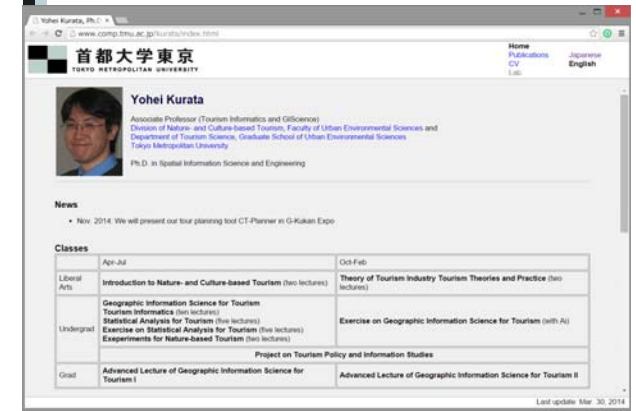 Yohei Kurata, Ph.D
www.comp.tmu.ac.jp/kurata/index.html
首都大学東京
TOKYO METROPOLITAN UNIVERSITY
Home
Publications
CV
Lab
Japanese
English
Yohei Kurata
Associate Professor (Tourism Informatics and GIScience)
Division of Nature- and Culture-based Tourism, Faculty of Urban Environmental Sciences and
Department of Tourism Science, Graduate School of Urban Environmental Sciences
Tokyo Metropolitan University
Ph.D. in Spatial Information Science and Engineering
News
• Nov. 2014: We will present our tour planning tool CT-Planner in G-Kukan Expo
Classes
Apr-Jul
Oct-Feb
Liberal
Arts
Introduction to Nature- and Culture-based Tourism (two lectures)
Theory of Tourism Industry Tourism Theories and Practice (two
lectures)
Undergrad
Geographic Information Science for Tourism
Tourism Informatics (ten lectures)
Statistical Analysis for Tourism (five lectures)
Exercise on Statistical Analysis for Tourism (five lectures)
Exeperiments for Nature-based Tourism (two lectures)
Exercise on Geographic Information Science for Tourism (with Ai)
Project on Tourism Policy and Information Studies
Grad
Advanced Lecture of Geographic Information Science for
Tourism I
Advanced Lecture of Geographic Information Science for Tourism II
Last update: Mar. 30, 2014